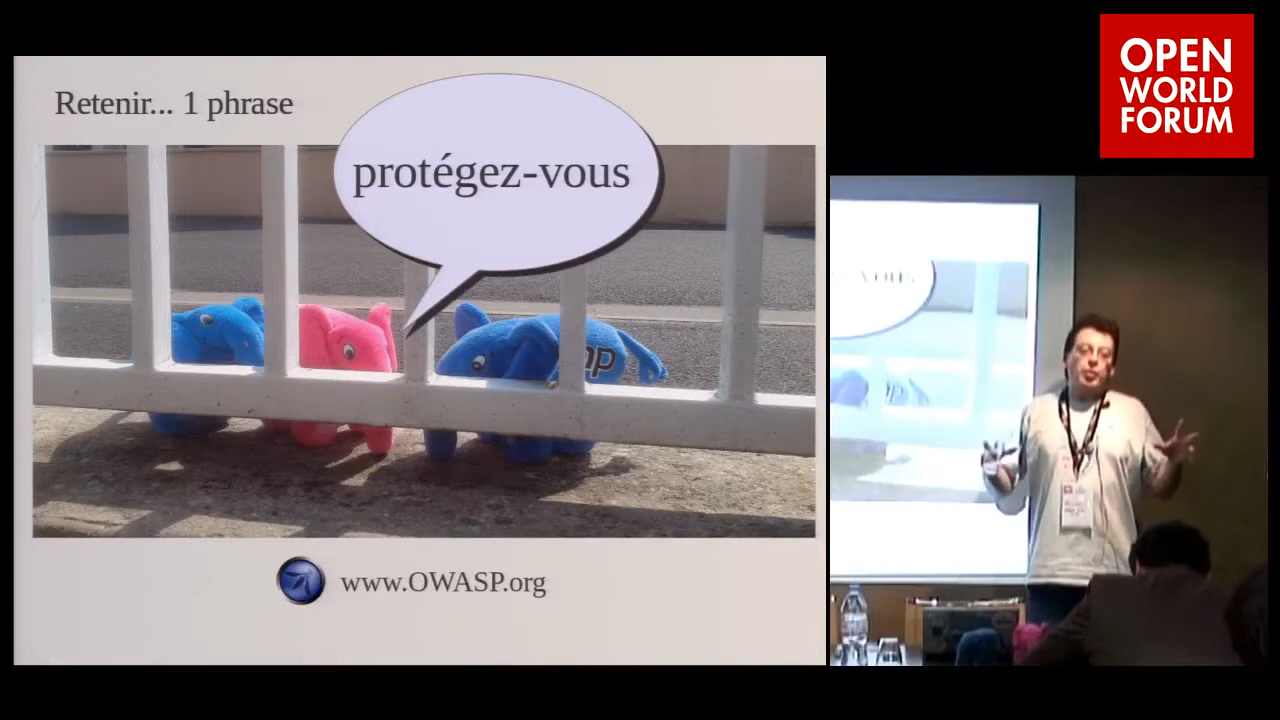 Retenir... 1 phrase
protégez-vous
www.OWASP.org
OPEN
WORLD
FORUM